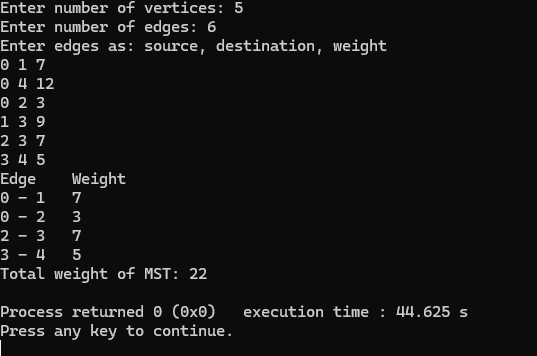 Enter number of vertices: 5
Enter number of edges: 6
Enter edges as: source, destination, weight
0 1 7
0 4 12
0 2 3
1 3 9
2 3 7
3 4 5
Edge    Weight
0 - 1   7
0 - 2   3
2 - 3   7
3 - 4   5
Total weight of MST: 22
Process returned 0 (0x0)   execution time : 44.625 s
Press any key to continue.